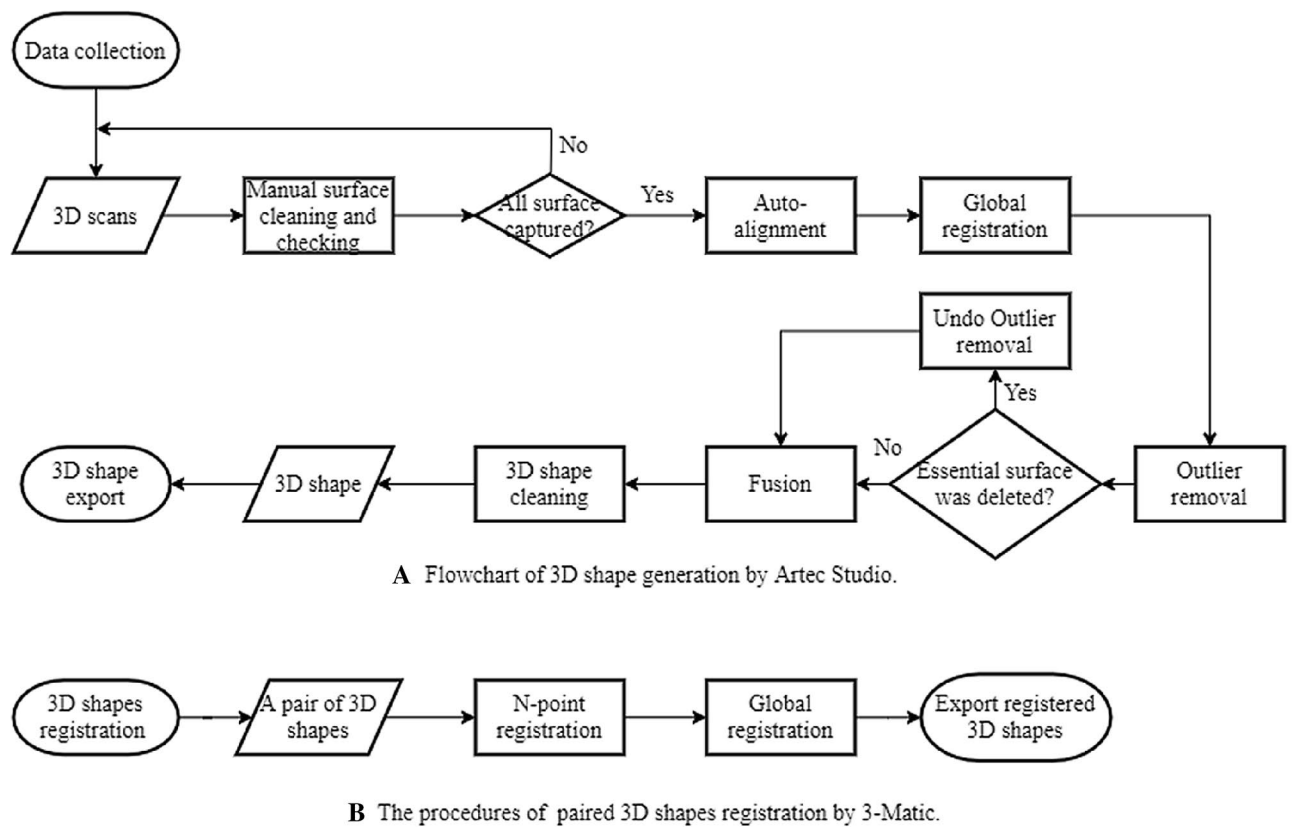 Data collection
No
3D scans
Manual surface
cleaning and
checking
All surface
captured?
Yes
Auto-
alignment
Global
registration
Undo Outlier
removal
Yes
3D shape
export
3D shape
3D shape
cleaning
Fusion
No
Essential surface
was deleted?
Outlier
removal
A Flowchart of 3D shape generation by Artec Studio.
3D shapes
registration
A pair of 3D
shapes
N-point
registration
Global
registration
Export registered
3D shapes
B The procedures of paired 3D shapes registration by 3-Matic.